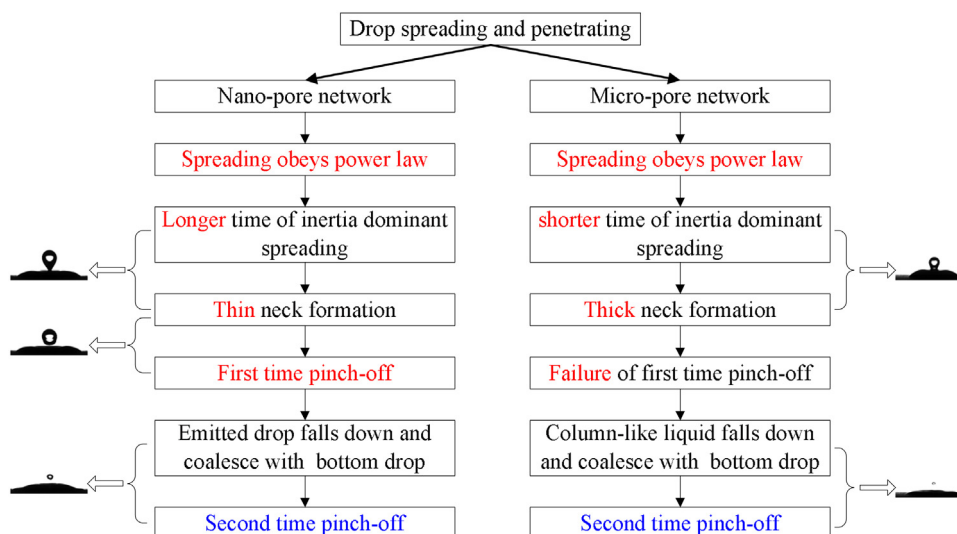 Drop spreading and penetrating
Nano-pore network
Micro-pore network
Spreading obeys power law
Spreading obeys power law
Longer time of inertia dominant
spreading
shorter time of inertia dominant
spreading
Thin neck formation
Thick neck formation
First time pinch-off
Failure of first time pinch-off
Emitted drop falls down and
coalesce with bottom drop
Column-like liquid falls down
and coalesce with bottom drop
Second time pinch-off
Second time pinch-off